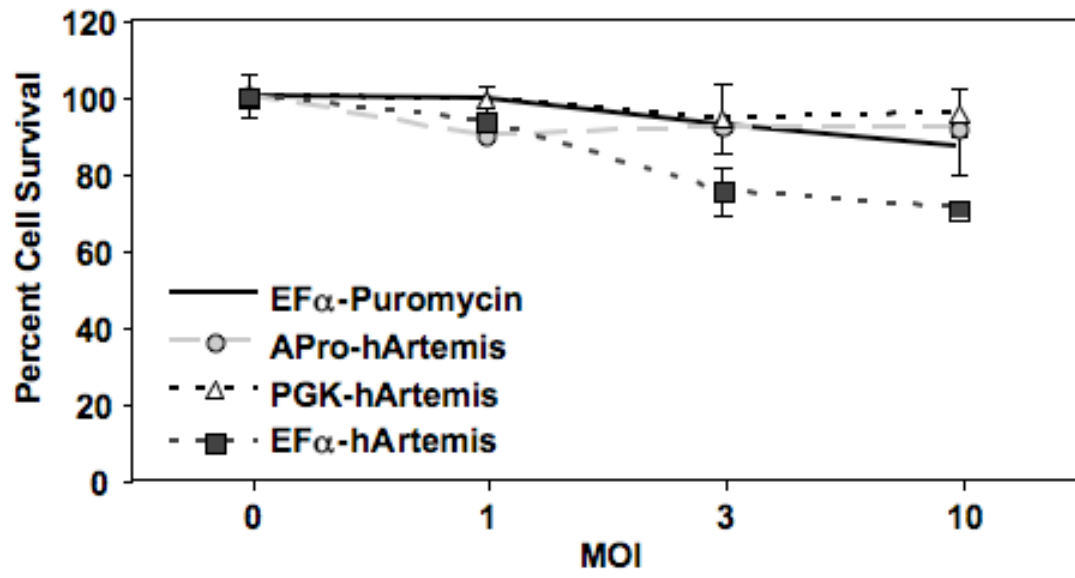 120
100
80
60
40
20
0
Percent Cell Survival
EFα-Puromycin
APro-hArtemis
PGK-hArtemis
EFα-hArtemis
0 1 3 10
MOI